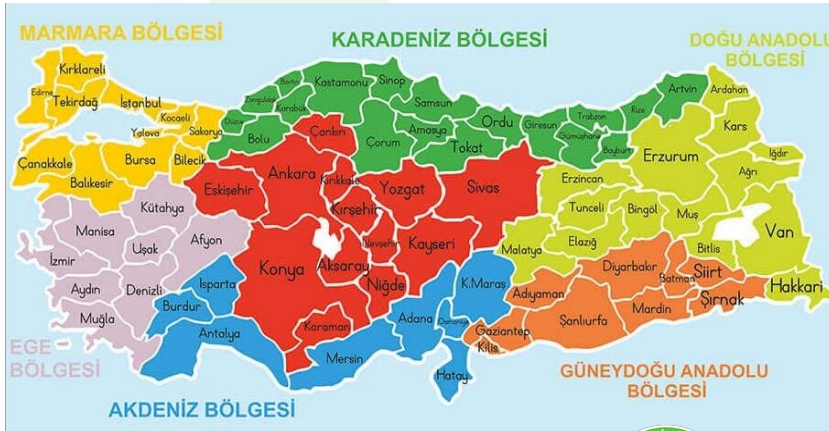 MARMARA BÖLGESİ
KARADENİZ BÖLGESİ
DOĞU ANADOLU
BÖLGESİ
Kırklareli
Edirne
Tekirdağ
İstanbul
Kocaeli
Yalova
Sakarya
Çanakkale
Bursa
Bilecik
Balıkesir
Bartın
Kastamonu
Sinop
Zonguldak
Karabük
Samsun
Düzce
Bolu
Çorum
Amasya
Ordu
Tokat
Giresun
Trabzon
Rize
Artvin
Gümüşhane
Bayburt
Ardahan
Kars
Iğdır
Erzurum
Ağrı
Erzincan
Tunceli
Bingöl
Muş
Van
Elazığ
Bitlis
Malatya
Hakkari
Çankırı
Ankara
Kırıkkale
Yozgat
Sivas
Eskişehir
Kırşehir
Nevşehir
Kayseri
Konya
Aksaray
Niğde
Karaman
Kütahya
Manisa
Uşak
Afyon
İzmir
Aydın
Denizli
Muğla
Isparta
Burdur
Antalya
Mersin
Adana
Osmaniye
K.Maraş
Hatay
Diyarbakır
Batman
Siirt
Şırnak
Adıyaman
Mardin
Şanlıurfa
Gaziantep
Kilis
EGE
BÖLGESİ
AKDENİZ BÖLGESİ
GÜNEYDOĞU ANADOLU
BÖLGESİ